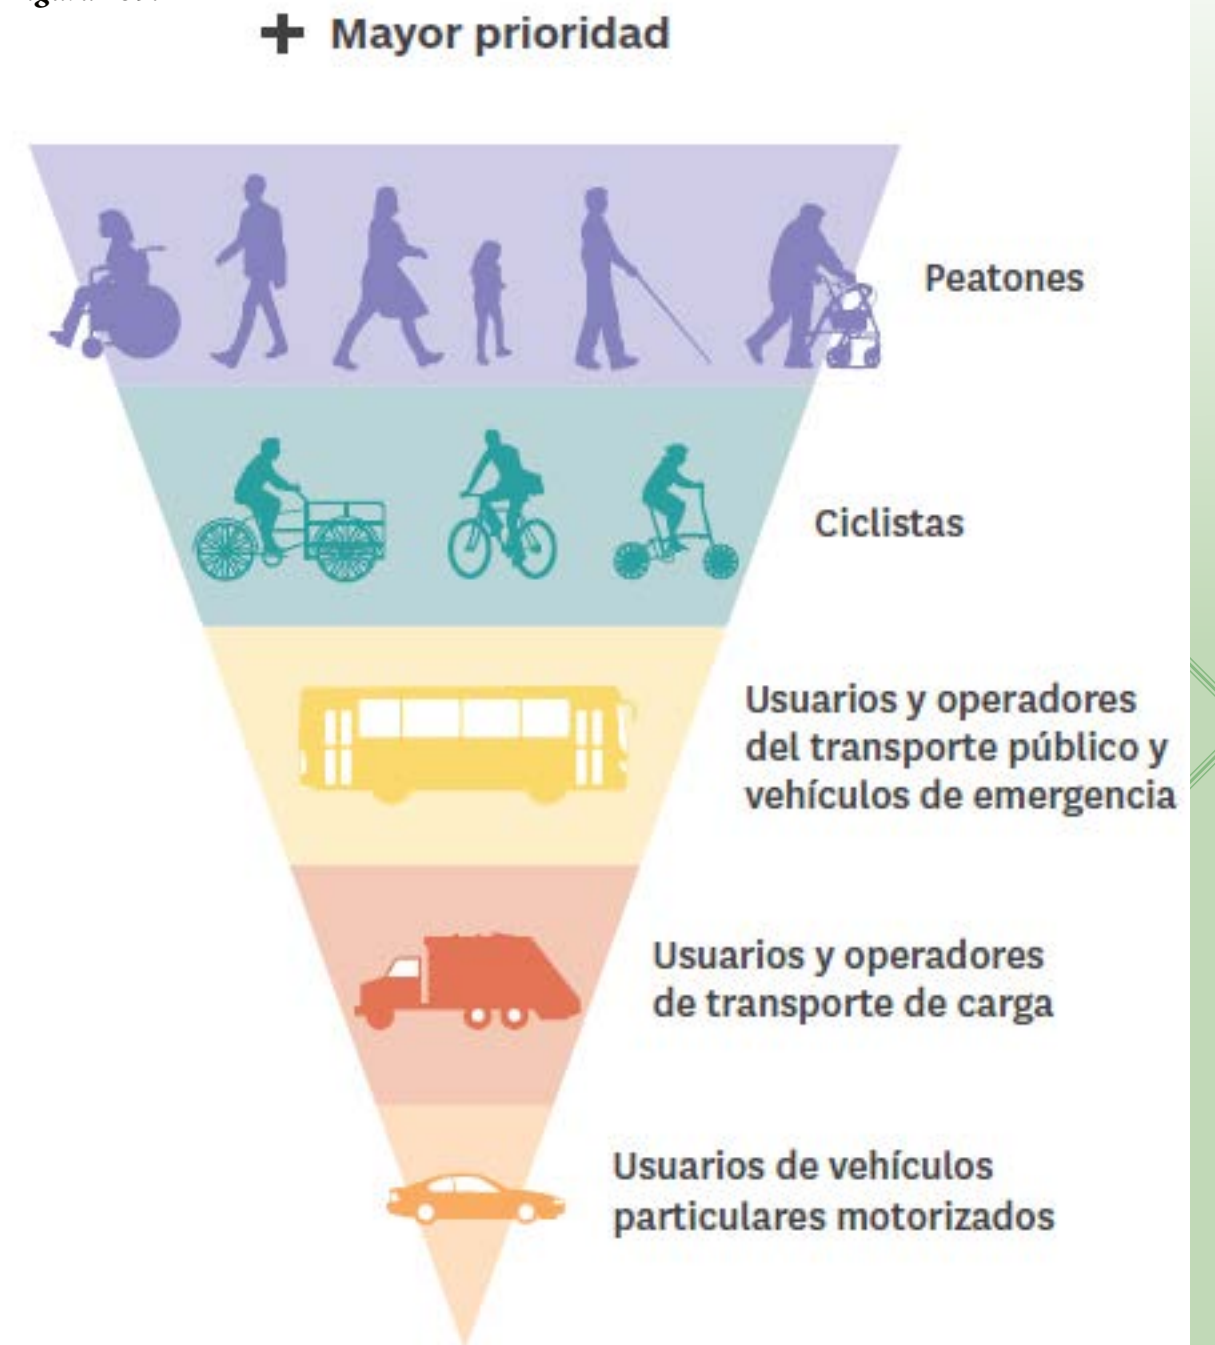 + Mayor prioridad
Peatones
Ciclistas
Usuarios y operadores
del transporte público y
vehículos de emergencia
Usuarios y operadores
de transporte de carga
Usuarios de vehículos
particulares motorizados